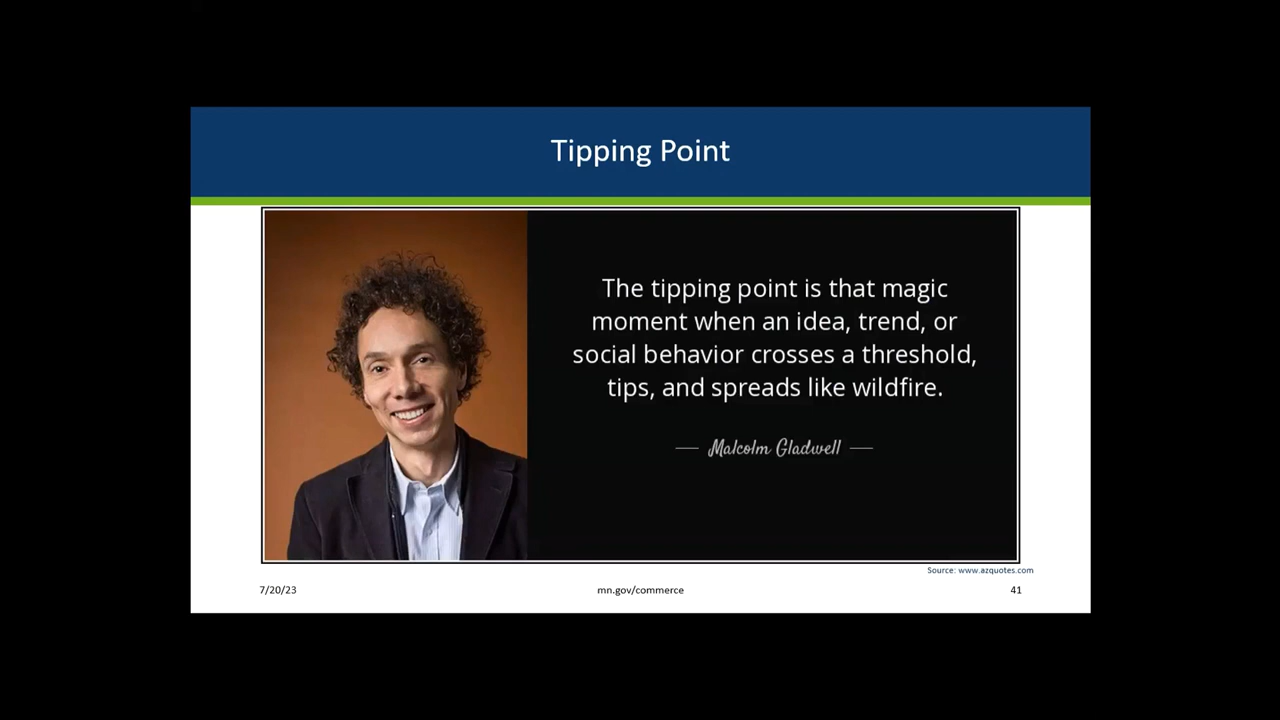 Tipping Point
The tipping point is that magic
moment when an idea, trend, or
social behavior crosses a threshold,
tips, and spreads like wildfire.
— Malcolm Gladwell —
Source: www.azquotes.com
7/20/23
mn.gov/commerce
41